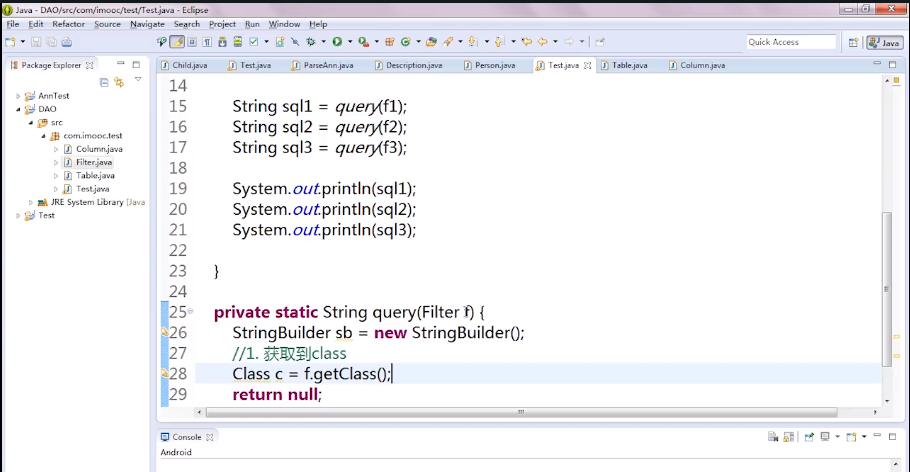 Java - DAO/src/com/imooc/test/Test.java - Eclipse
File Edit Refactor Source Navigate Search Project Run Window Help
Quick Access
Java
Package Explorer
Child.java Test.java ParseAnn.java Description.java Person.java Test.java Table.java Column.java
AnnTest
DAO
src
com.imooc.test
Column.java
Filter.java
Table.java
Test.java
JRE System Library [Java
Test
14
15 String sql1 = query(f1);
16 String sql2 = query(f2);
17 String sql3 = query(f3);
18
19 System.out.println(sql1);
20 System.out.println(sql2);
21 System.out.println(sql3);
22
23 }
24
25 private static String query(Filter f) {
26 StringBuilder sb = new StringBuilder();
27 //1. 获取到class
28 Class c = f.getClass();
29 return null;
Console
Android